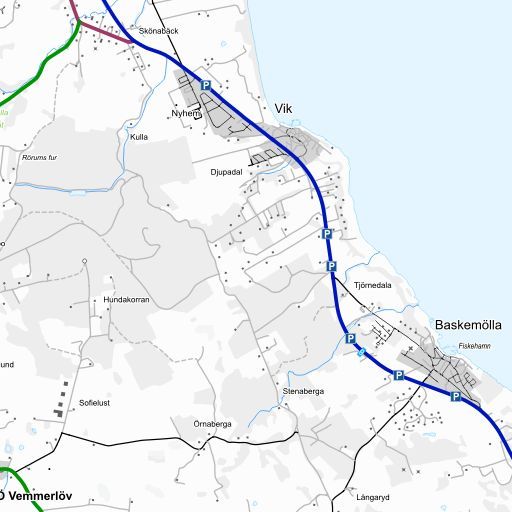 Skönabäck
P
Vik
Nyhem
Kulla
Rörums fur
Djupadal
P
P
Tjörnedala
Hundakorran
Baskemölla
P
Fiskehamn
P
Stenaberga
P
Sofielust
Örnaberga
Ö Vemmerlöv
Långaryd